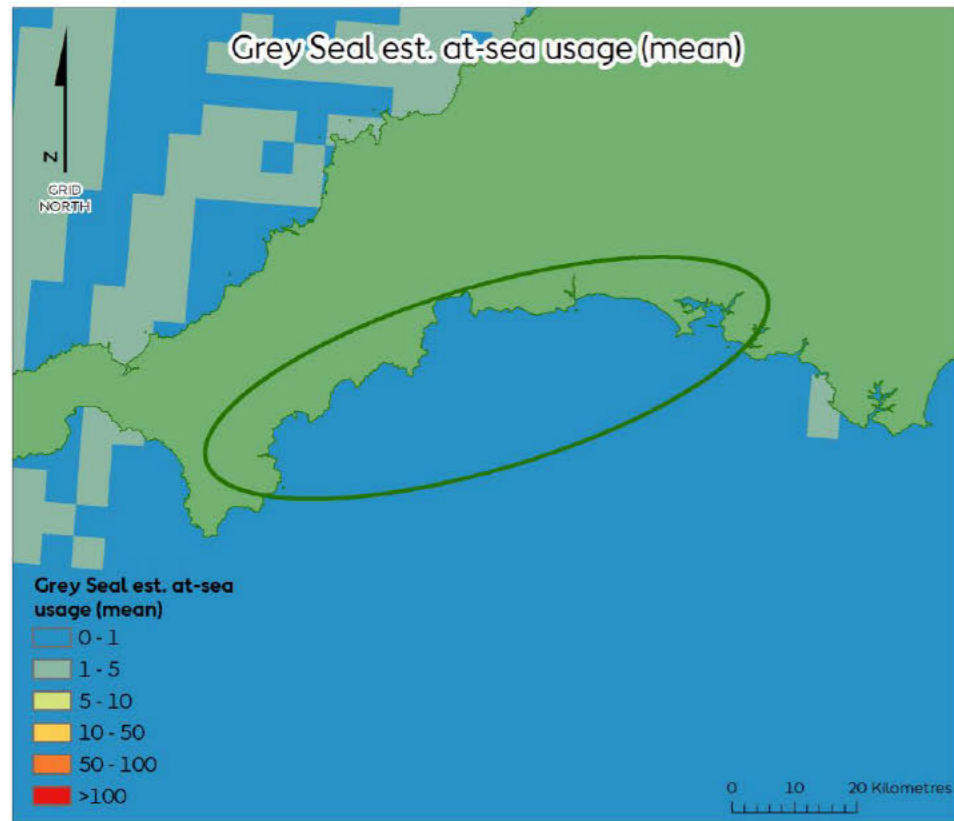 Grey Seal est. at-sea usage (mean)
N
GRID
NORTH
Grey Seal est. at-sea
usage (mean)
0 - 1
1 - 5
5 - 10
10 - 50
50 - 100
>100
0 10 20 Kilometres